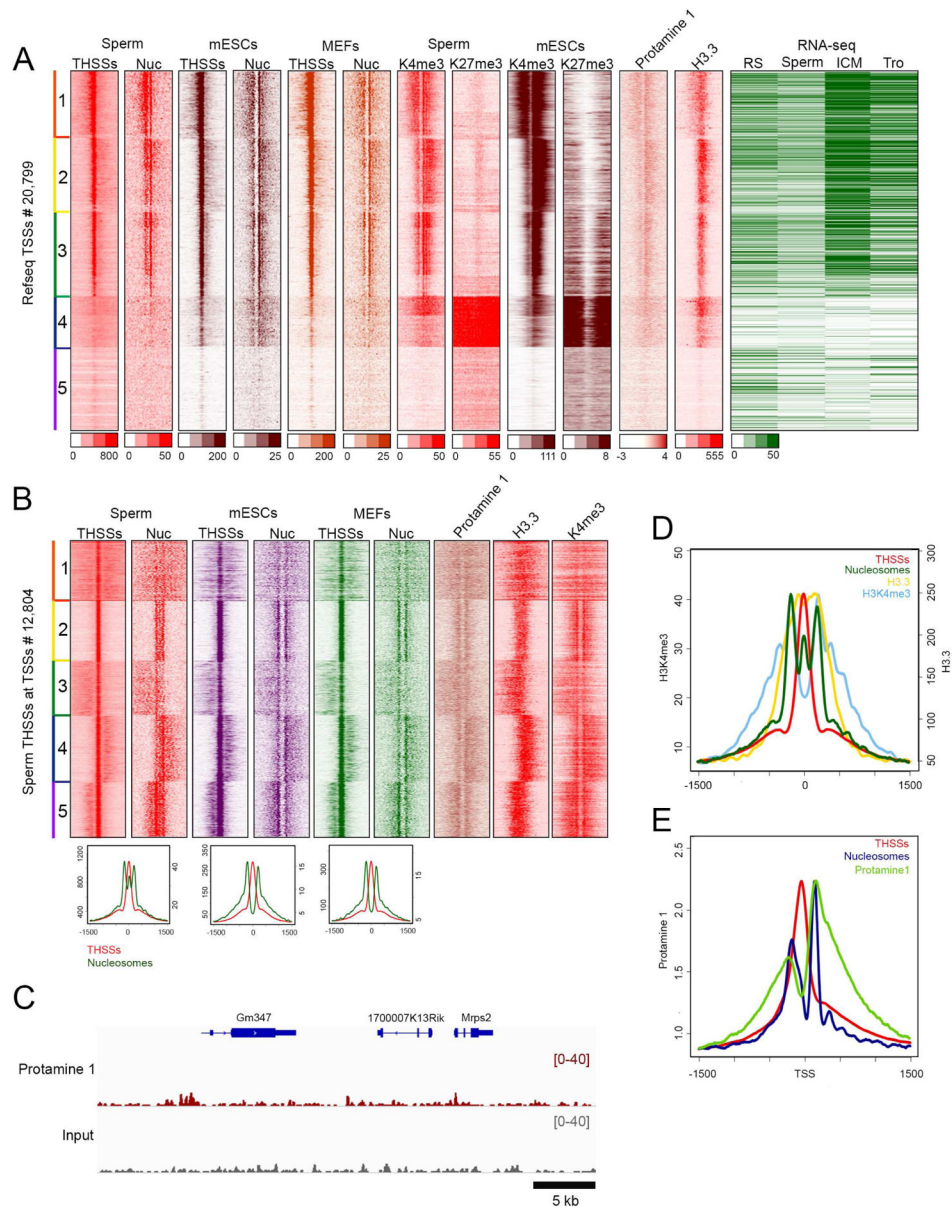 A
Sperm mESCs MEFs Sperm mESCs Protamine 1 H3.3 RNA-seq
THSSs Nuc THSSs Nuc THSSs Nuc K4me3 K27me3 K4me3 K27me3 RS Sperm ICM Tro
Refseq TSSs # 20,799
1
2
3
4
5
0 800 0 50 0 200 0 25 0 200 0 25 0 50 0 55 0 111 0 8 -3 4 0 555 0 50
B
Sperm mESCs MEFs Protamine 1 H3.3 K4me3
THSSs Nuc THSSs Nuc THSSs Nuc
Sperm THSSs at TSSs # 12,804
1
2
3
4
5
1200 1000 800 600 400
40 20
-1500 0 1500
350 250 150 50
15 10 5
-1500 0 1500
300 200 100
15 5
-1500 0 1500
THSSs
Nucleosomes
C
Gm347 1700007K13Rik Mrps2
Protamine 1 [0-40]
Input [0-40]
5 kb
D
THSSs
Nucleosomes
H3.3
H3K4me3
H3K4me3
50 40 30 20 10
300 250 200 150 100 50
H3.3
-1500 0 1500
E
THSSs
Nucleosomes
Protamine1
Protamine 1
2.5 2.0 1.5 1.0
-1500 TSS 1500